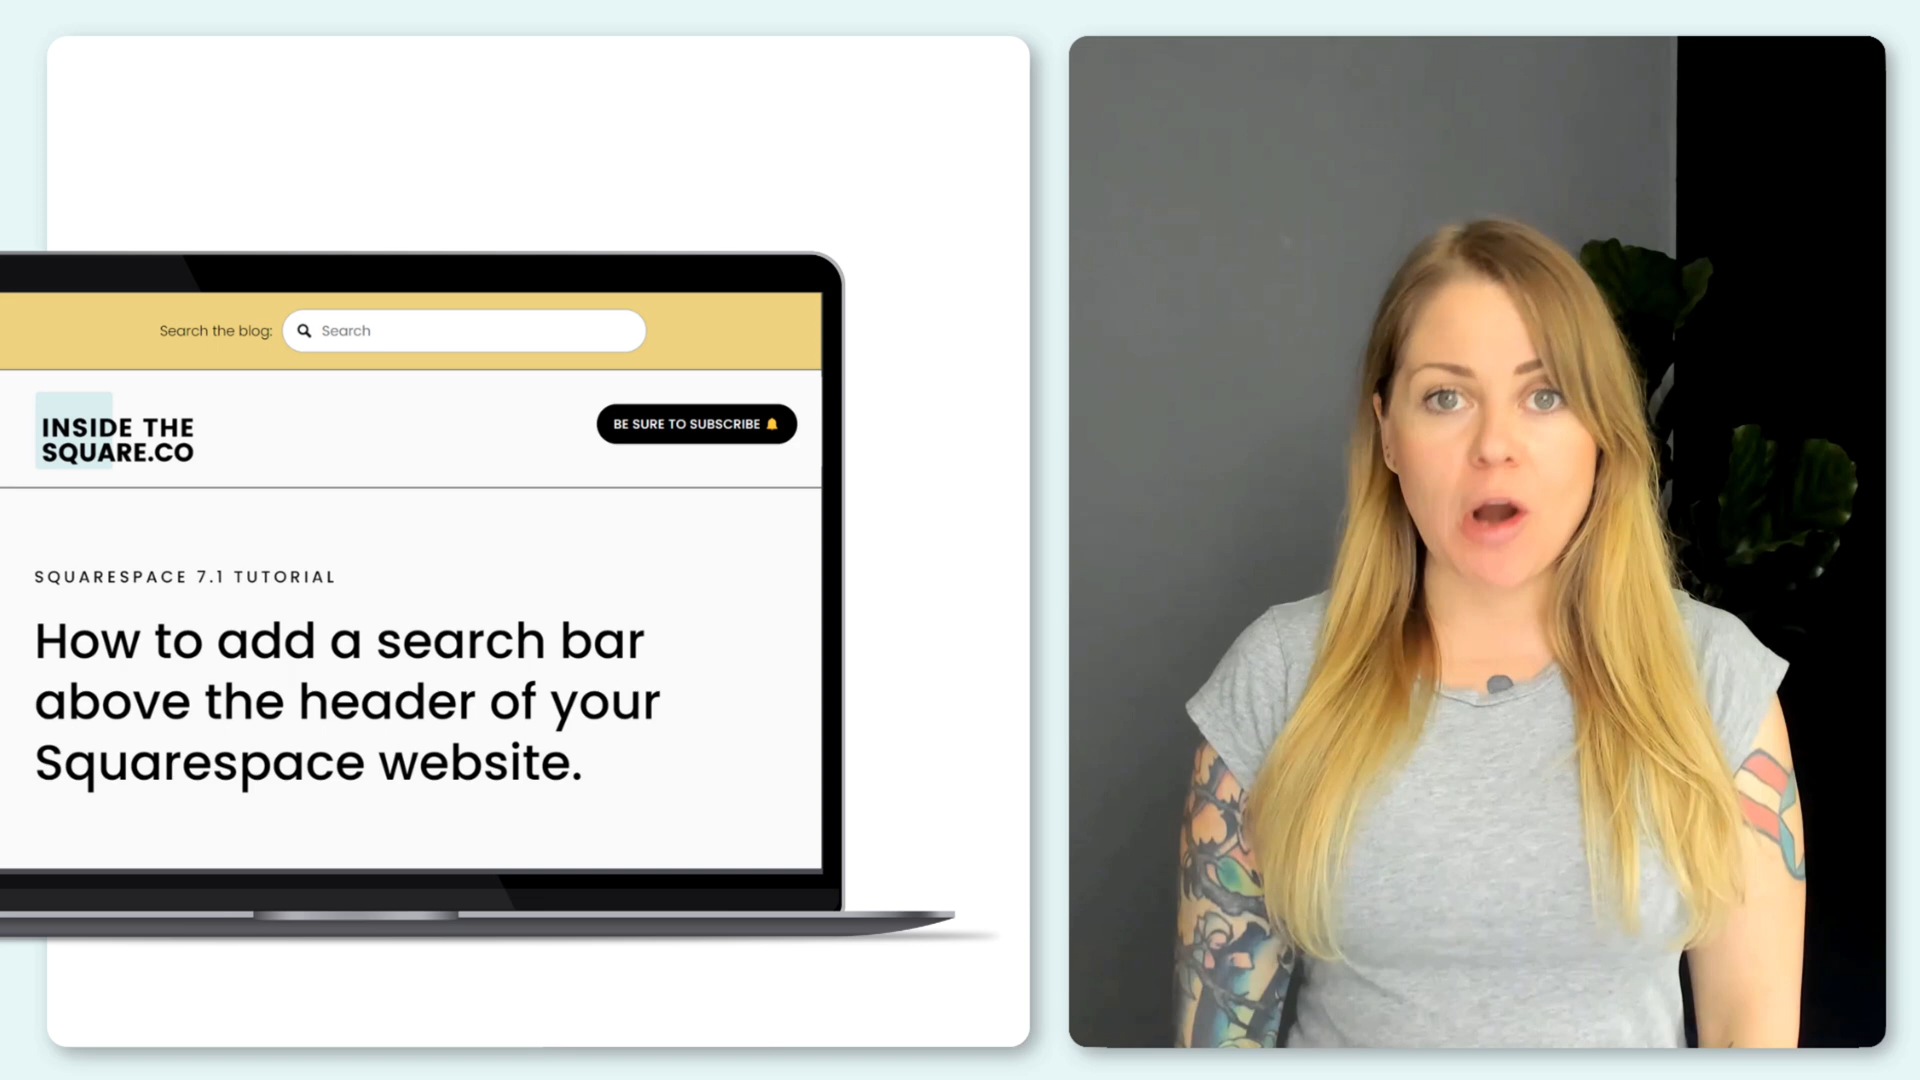 Search the blog:
Search
INSIDE THE
SQUARE.CO
BE SURE TO SUBSCRIBE 🔔
SQUARESPACE 7.1 TUTORIAL
How to add a search bar
above the header of your
Squarespace website.